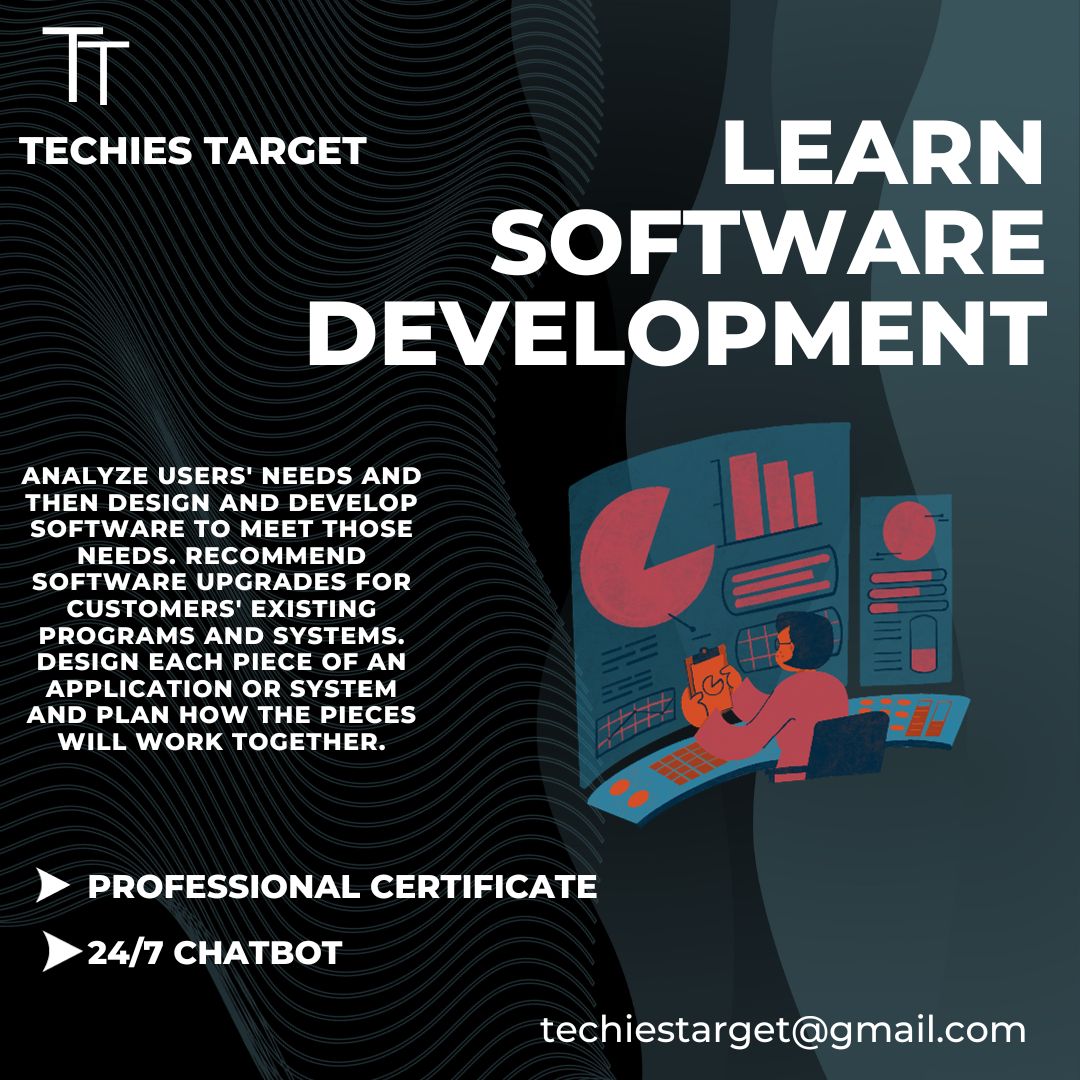 TT
TECHIES TARGET
LEARN
SOFTWARE
DEVELOPMENT
ANALYZE USERS' NEEDS AND
THEN DESIGN AND DEVELOP
SOFTWARE TO MEET THOSE
NEEDS. RECOMMEND
SOFTWARE UPGRADES FOR
CUSTOMERS' EXISTING
PROGRAMS AND SYSTEMS.
DESIGN EACH PIECE OF AN
APPLICATION OR SYSTEM
AND PLAN HOW THE PIECES
WILL WORK TOGETHER.
PROFESSIONAL CERTIFICATE
24/7 CHATBOT
techiestarget@gmail.com